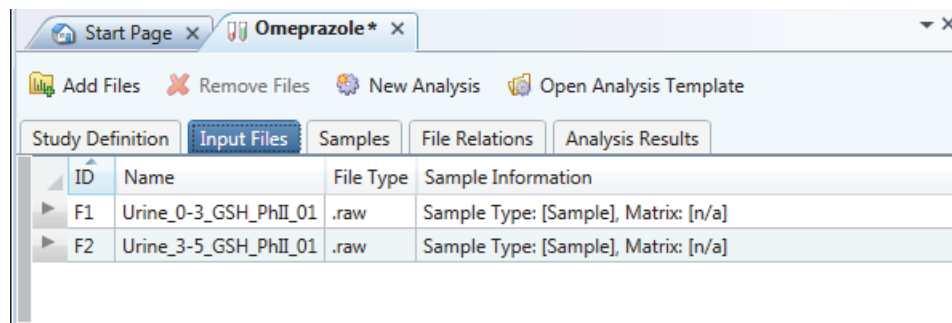 Start Page Omeprazole*
Add Files Remove Files New Analysis Open Analysis Template
Study Definition Input Files Samples File Relations Analysis Results
ID Name File Type Sample Information
F1 Urine_0-3_GSH_PhII_01 .raw Sample Type: [Sample], Matrix: [n/a]
F2 Urine_3-5_GSH_PhII_01 .raw Sample Type: [Sample], Matrix: [n/a]